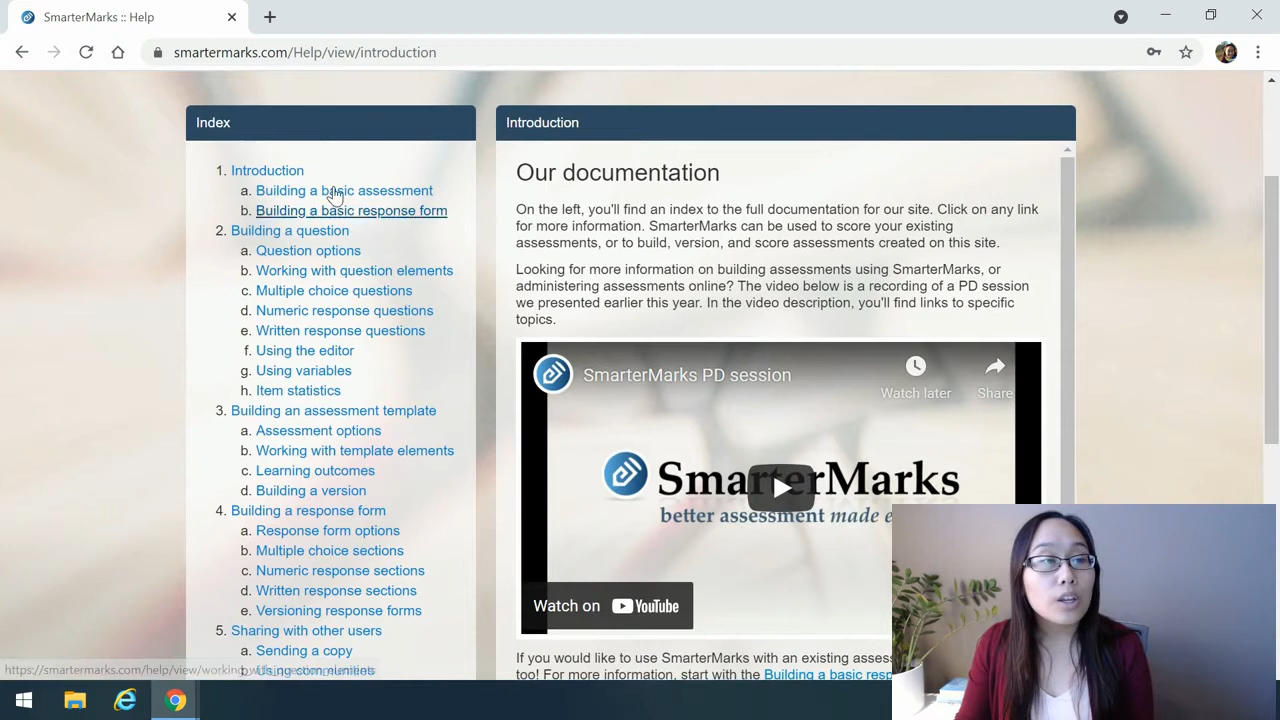 SmarterMarks :: Help
smartermarks.com/Help/view/introduction
Index
1. Introduction
a. Building a basic assessment
b. Building a basic response form
2. Building a question
a. Question options
b. Working with question elements
c. Multiple choice questions
d. Numeric response questions
e. Written response questions
f. Using the editor
g. Using variables
h. Item statistics
3. Building an assessment template
a. Assessment options
b. Working with template elements
c. Learning outcomes
d. Building a version
4. Building a response form
a. Response form options
b. Multiple choice sections
c. Numeric response sections
d. Written response sections
e. Versioning response forms
5. Sharing with other users
a. Sending a copy
b. Using communities
https://smartermarks.com/help/view/working_with_question_elements
Introduction
Our documentation
On the left, you'll find an index to the full documentation for our site. Click on any link
for more information. SmarterMarks can be used to score your existing
assessments, or to build, version, and score assessments created on this site.
Looking for more information on building assessments using SmarterMarks, or
administering assessments online? The video below is a recording of a PD session
we presented earlier this year. In the video description, you'll find links to specific
topics.
SmarterMarks PD session
Watch later
Share
SmarterMarks
better assessment made e
Watch on YouTube
If you would like to use SmarterMarks with an existing asses
too! For more information, start with the Building a basic resp